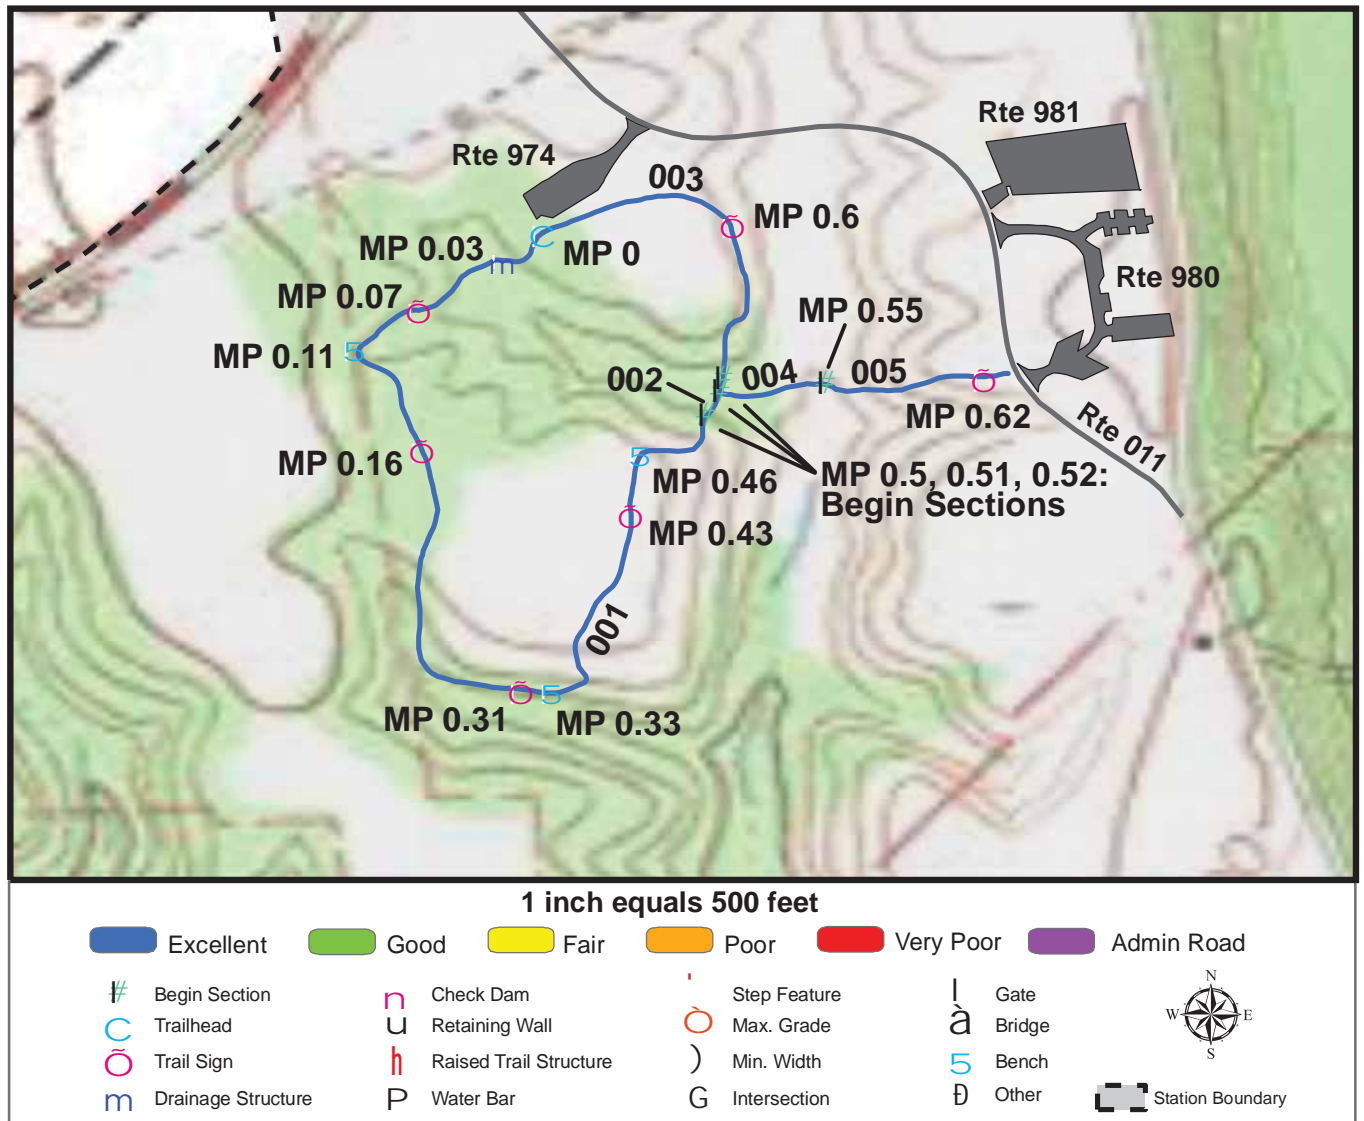 Rte 981
Rte 974
003
MP 0.6
MP 0.03
MP 0
Rte 980
MP 0.07
MP 0.55
MP 0.11
002
004
005
MP 0.62
Rte 011
MP 0.16
MP 0.46
MP 0.5, 0.51, 0.52:
Begin Sections
MP 0.43
001
MP 0.31
MP 0.33
1 inch equals 500 feet
Excellent
Good
Fair
Poor
Very Poor
Admin Road
Begin Section
Check Dam
Step Feature
Gate
Trailhead
Retaining Wall
Max. Grade
Bridge
Trail Sign
Raised Trail Structure
Min. Width
Bench
Drainage Structure
Water Bar
Intersection
Other
Station Boundary
N
W
E
S